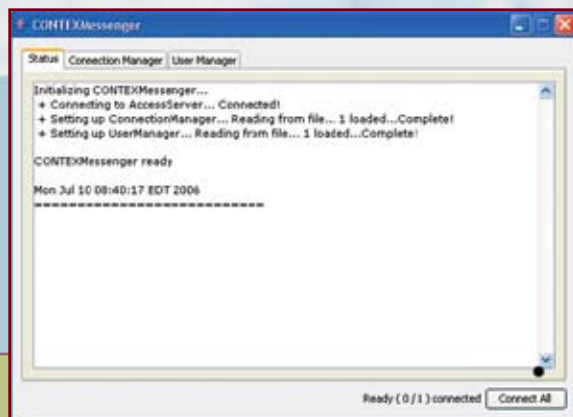 CONTEXMessenger
Status Connection Manager User Manager
Initializing CONTEXMessenger...
+ Connecting to AccessServer... Connected!
+ Setting up ConnectionManager... Reading from file... 1 loaded...Complete!
+ Setting up UserManager... Reading from file... 1 loaded...Complete!
CONTEXMessenger ready
Mon Jul 10 08:40:17 EDT 2006
===========================
Ready ( 0 / 1 ) connected Connect All